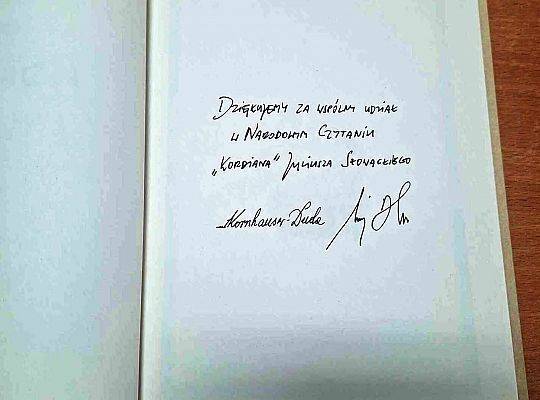 Dziękujemy za wspólny udział
w Narodowym Czytaniu
„Kordiana” Juliusza Słowackiego
Kornhauser-Duda